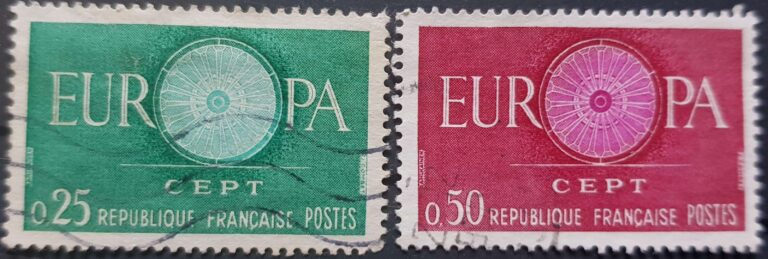 EUROPA
CEPT
0,25 REPUBLIQUE FRANÇAISE POSTES
EUROPA
CEPT
0,50 REPUBLIQUE FRANÇAISE POSTES